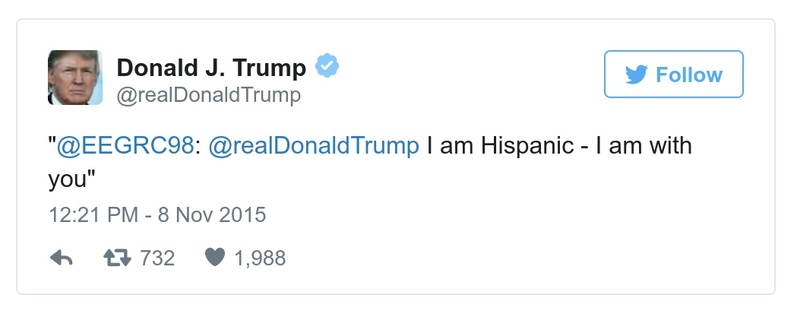 Donald J. Trump
Follow
@realDonaldTrump
"@EEGRC98: @realDonaldTrump I am Hispanic - I am with
you"
12:21 PM - 8 Nov 2015
732 1,988